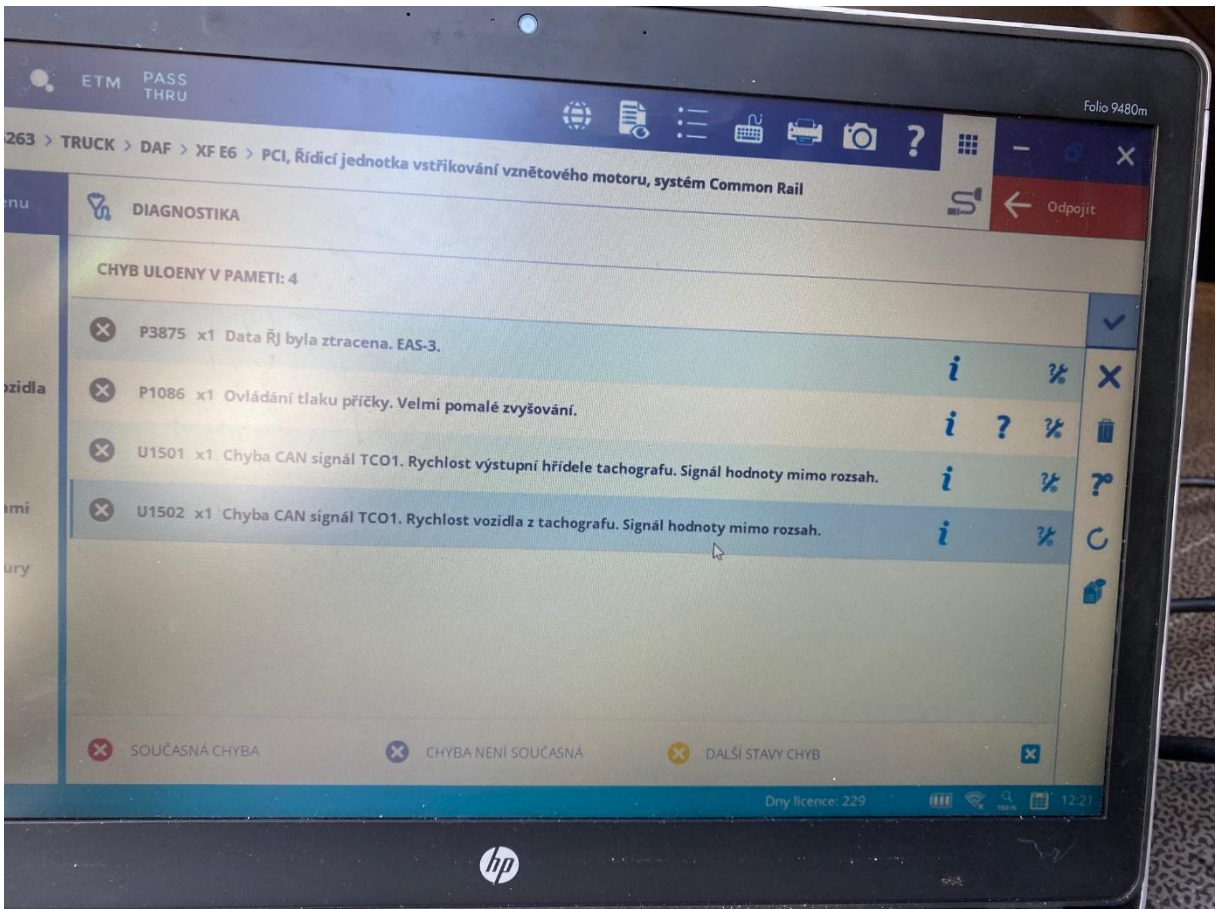 ETM PASS THRU
Folio 9480m
263 > TRUCK > DAF > XF E6 > PCI, Řídicí jednotka vstřikování vznětového motoru, systém Common Rail
enu
DIAGNOSTIKA
Odpojit
CHYB ULOENY V PAMETI: 4
P3875 x1 Data ŘJ byla ztracena. EAS-3.
ozidla
P1086 x1 Ovládání tlaku příčky. Velmi pomalé zvyšování.
U1501 x1 Chyba CAN signál TCO1. Rychlost výstupní hřídele tachografu. Signál hodnoty mimo rozsah.
ami
U1502 x1 Chyba CAN signál TCO1. Rychlost vozidla z tachografu. Signál hodnoty mimo rozsah.
ury
SOUČASNÁ CHYBA
CHYBA NENÍ SOUČASNÁ
DALŠÍ STAVY CHYB
Dny licence: 229
12:21
hp